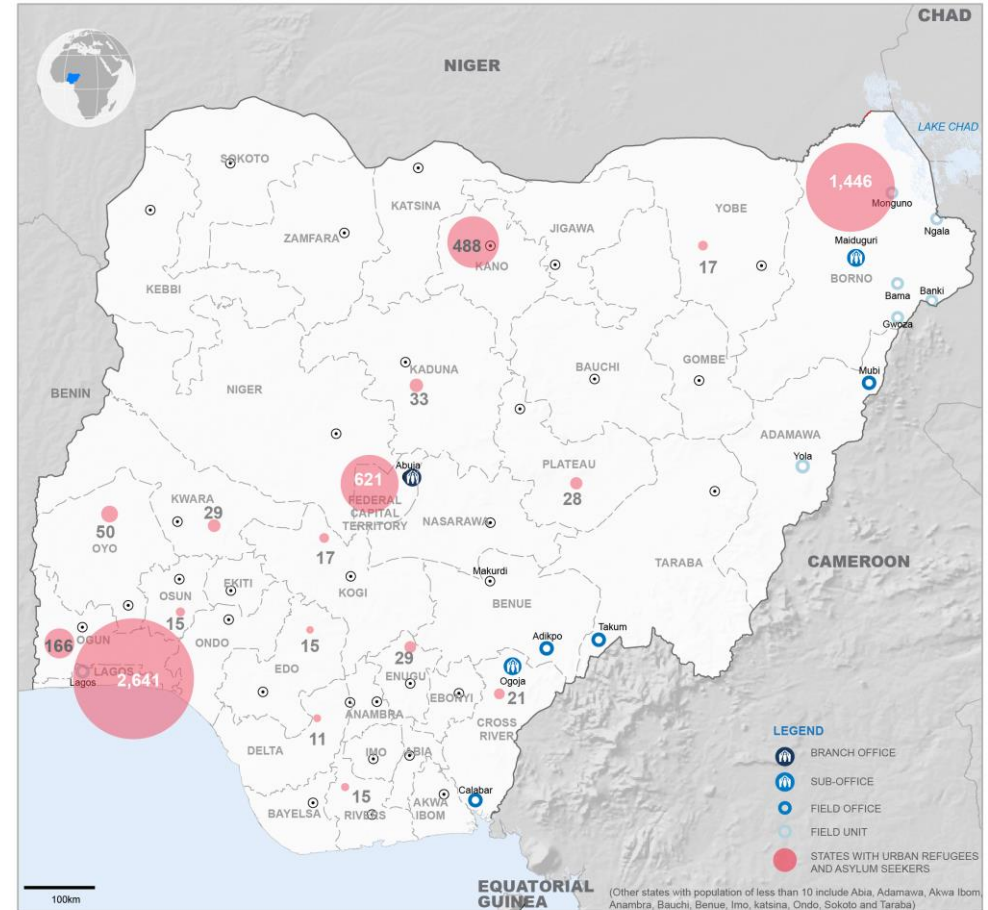 CHAD
NIGER
LAKE CHAD
SOKOTO
1,446
KATSINA
Monguno
YOBE
ZAMFARA
JIGAWA
Ngala
488
Maiduguri
KANO
17
BORNO
KEBBI
Bama
Banki
Gwoza
GOMBE
BAUCHI
KADUNA
Mubi
NIGER
BENIN
33
ADAMAWA
Yola
Abuja
PLATEAU
621
28
KWARA
FEDERAL
CAPITAL
TERRITORY
29
NASARAWA
50
OYO
17
CAMEROON
TARABA
Makurdi
EKITI
KOGI
OSUN
BENUE
15
Takum
Adikpo
166
OGUN
ONDO
15
29
EDO
ENUGU
LAGOS
Lagos
2,641
Ogoja
21
EBONYI
ANAMBRA
CROSS
RIVER
11
DELTA
IMO
ABIA
15
Calabar
AKWA
IBOM
BAYELSA
RIVERS
LEGEND
BRANCH OFFICE
SUB-OFFICE
FIELD OFFICE
FIELD UNIT
STATES WITH URBAN REFUGEES
AND ASYLUM SEEKERS
EQUATORIAL
GUINEA
100km
(Other states with population of less than 10 include Abia, Adamawa, Akwa Ibom,
Anambra, Bauchi, Benue, Imo, katsina, Ondo, Sokoto and Taraba)